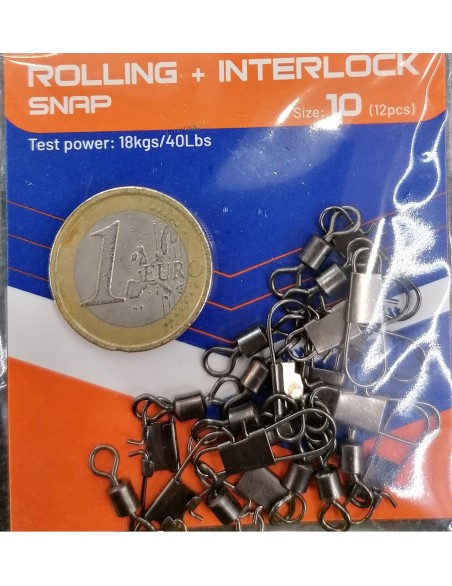 ROLLING + INTERLOCK
SNAP
Size: 10 (12pcs)
Test power: 18kgs/40Lbs
1 EURO